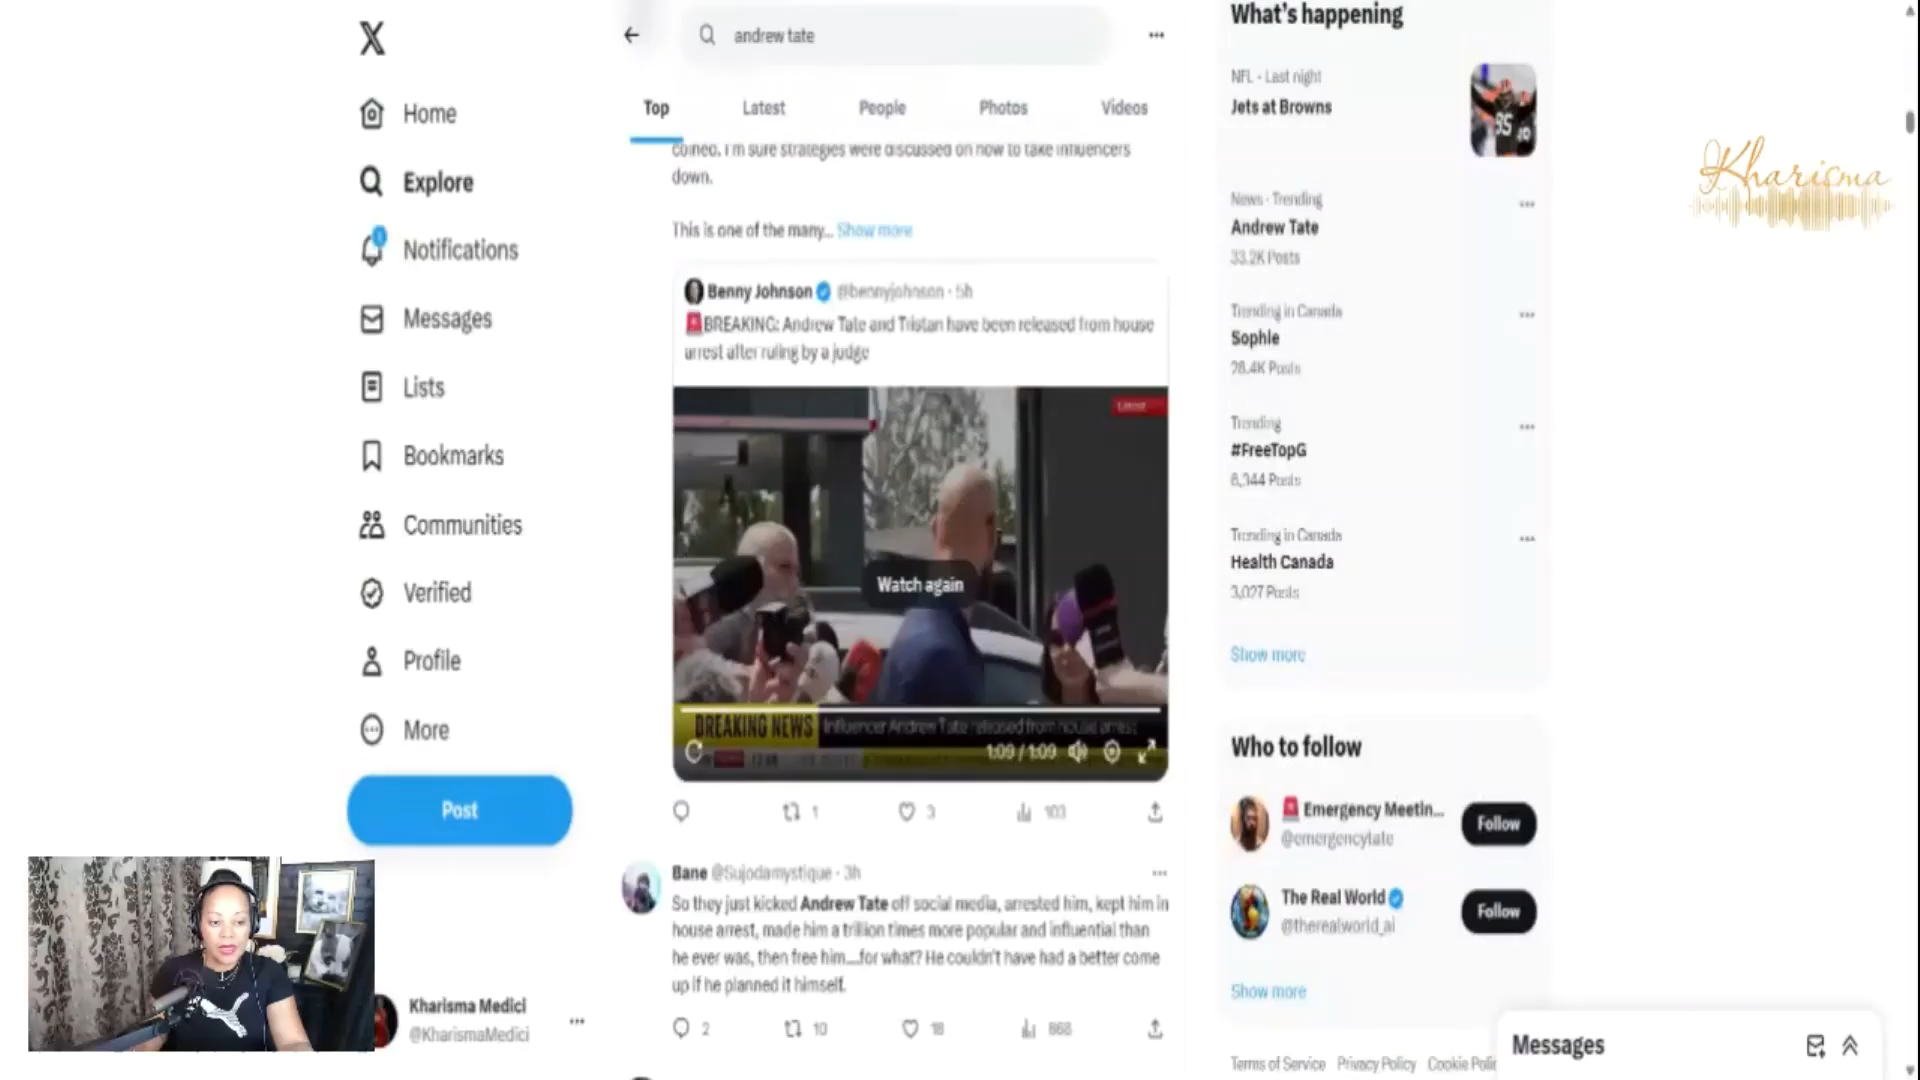 X
Home
Explore
Notifications
Messages
Lists
Bookmarks
Communities
Verified
Profile
More
Post
Kharisma Medici
@KharismaMedici
andrew tate
Top
Latest
People
Photos
Videos
coined. I'm sure strategies were discussed on how to take influencers
down.
This is one of the many... Show more
Benny Johnson @bennyjohnson · 5h
BREAKING: Andrew Tate and Tristan have been released from house
arrest after ruling by a judge
Watch again
BREAKING NEWS Influencer Andrew Tate released from house arrest
1:09 / 1:09
1
3
103
Bane @Sujodamystique · 3h
So they just kicked Andrew Tate off social media, arrested him, kept him in
house arrest, made him a trillion times more popular and influential than
he ever was, then free him....for what? He couldn't have had a better come
up if he planned it himself.
2
10
18
868
What's happening
NFL · Last night
Jets at Browns
News · Trending
Andrew Tate
33.2K Posts
Trending in Canada
Sophie
28.4K Posts
Trending
#FreeTopG
6,344 Posts
Trending in Canada
Health Canada
3,027 Posts
Show more
Who to follow
Emergency Meetin...
@emergencytate
Follow
The Real World
@therealworld_ai
Follow
Show more
Terms of Service Privacy Policy
Messages
Kharisma